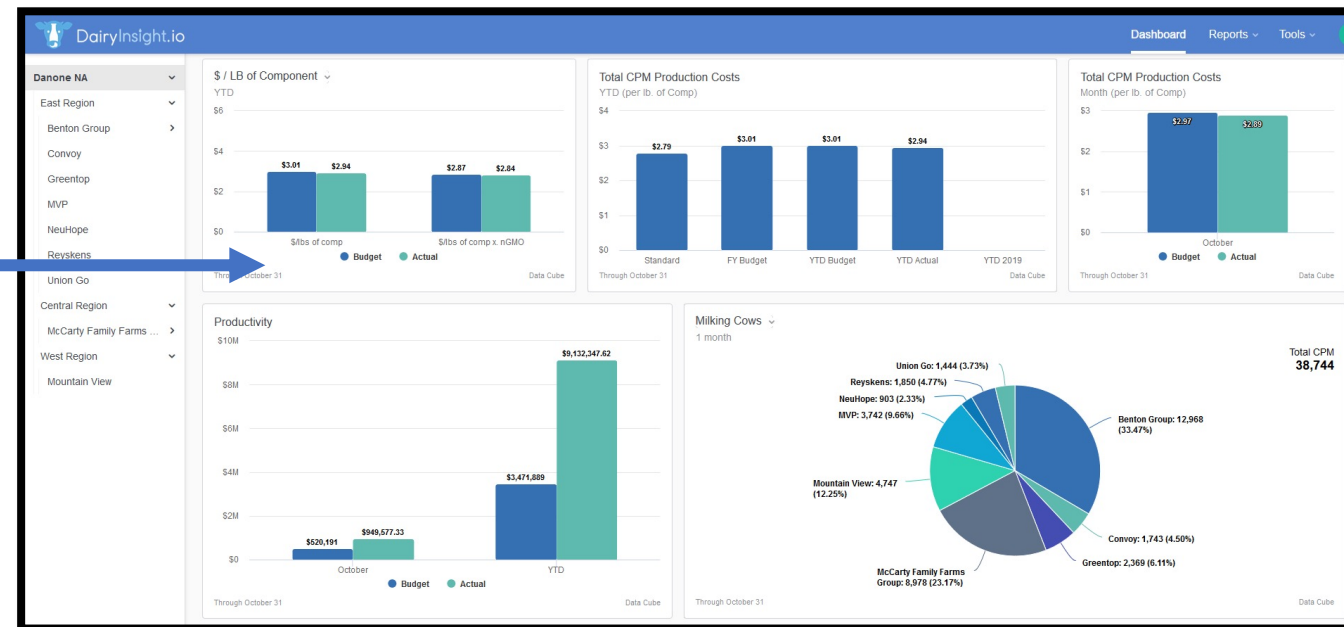 DairyInsight.io
Dashboard Reports Tools
Danone NA
East Region
Benton Group
Convoy
Greentop
MVP
NeuHope
Reyskens
Union Go
Central Region
McCarty Family Farms ...
West Region
Mountain View
$ / LB of Component
YTD
$6
$4
$2
$0
$3.01 $2.94 $2.87 $2.84
$/lbs of comp $/lbs of comp x. nGMO
Budget Actual
Through October 31 Data Cube
Total CPM Production Costs
YTD (per lb. of Comp)
$4
$3
$2
$1
$0
$2.79 $3.01 $3.01 $2.94
Standard FY Budget YTD Budget YTD Actual YTD 2019
Through October 31 Data Cube
Total CPM Production Costs
Month (per lb. of Comp)
$3
$2
$1
$0
$2.97 $2.89
October
Budget Actual
Through October 31 Data Cube
Productivity
$10M
$8M
$6M
$4M
$2M
$0
$520,191 $949,577.33 $3,471,889 $9,132,347.62
October YTD
Budget Actual
Through October 31 Data Cube
Milking Cows
1 month
Total CPM
38,744
Union Go: 1,444 (3.73%)
Reyskens: 1,850 (4.77%)
NeuHope: 903 (2.33%)
MVP: 3,742 (9.66%)
Benton Group: 12,968
(33.47%)
Mountain View: 4,747
(12.25%)
Convoy: 1,743 (4.50%)
Greentop: 2,369 (6.11%)
McCarty Family Farms
Group: 8,978 (23.17%)
Through October 31 Data Cube